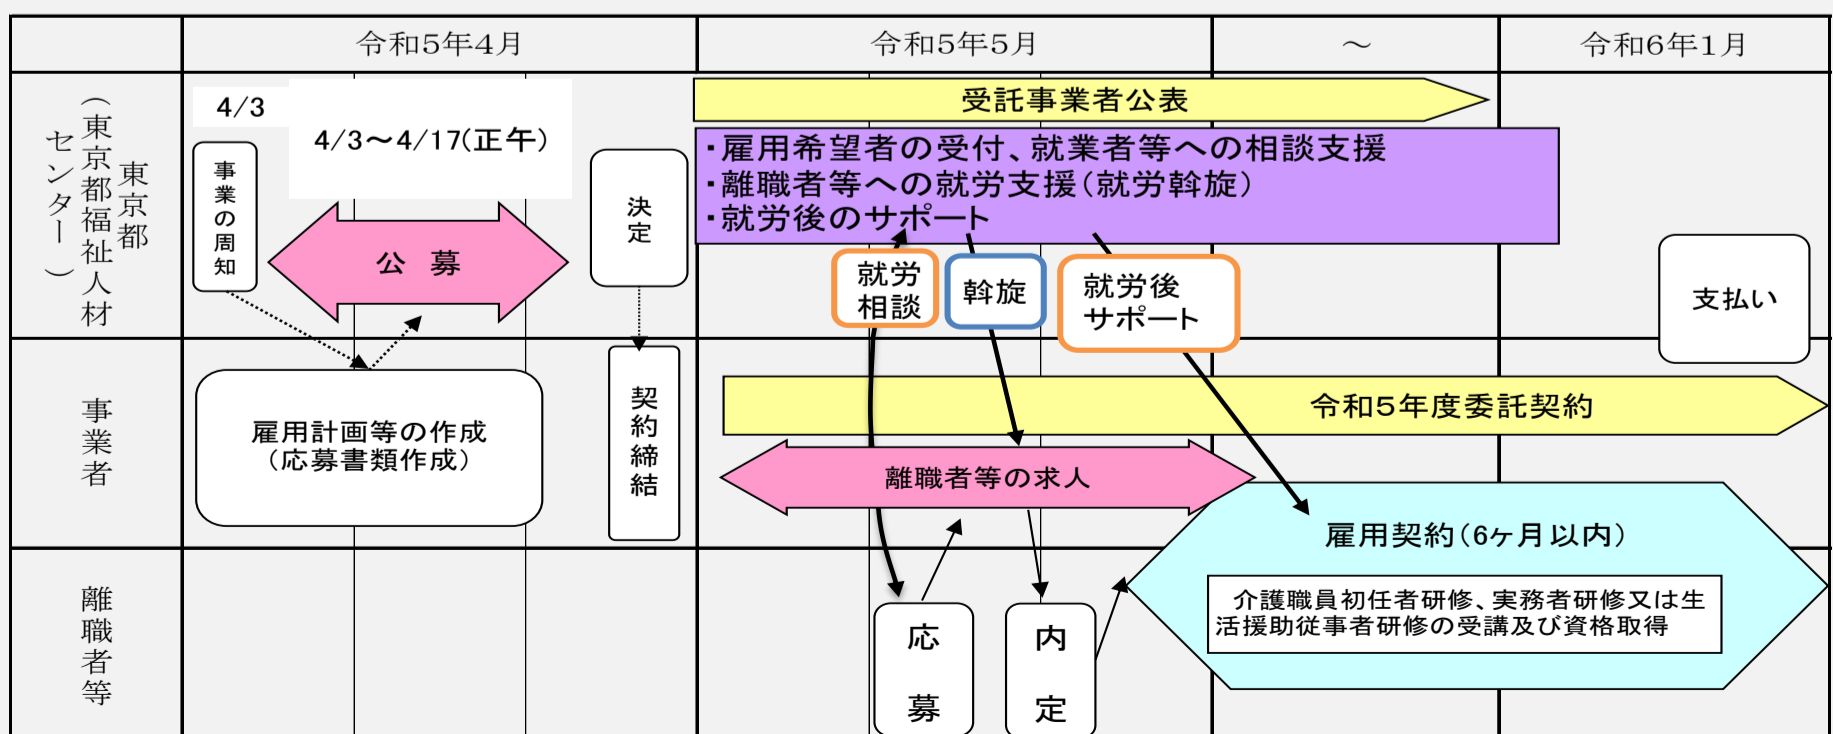 令和5年4月
令和5年5月
～
令和6年1月
東京都
（東京都福祉人材
センター）
4/3
事業の周知
4/3～4/17(正午)
公　募
決定
受託事業者公表
・雇用希望者の受付、就業者等への相談支援
・離職者等への就労支援（就労斡旋）
・就労後のサポート
就労
相談
斡旋
就労後
サポート
支払い
事業者
雇用計画等の作成
（応募書類作成）
契約締結
令和5年度委託契約
離職者等の求人
雇用契約（6ヶ月以内）
介護職員初任者研修、実務者研修又は生
活援助従事者研修の受講及び資格取得
離職者等
応募
内定